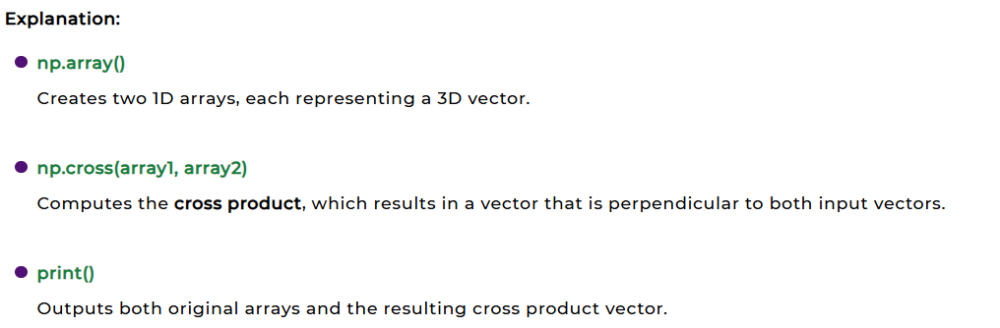 Explanation:
np.array()
Creates two 1D arrays, each representing a 3D vector.
np.cross(array1, array2)
Computes the cross product, which results in a vector that is perpendicular to both input vectors.
print()
Outputs both original arrays and the resulting cross product vector.